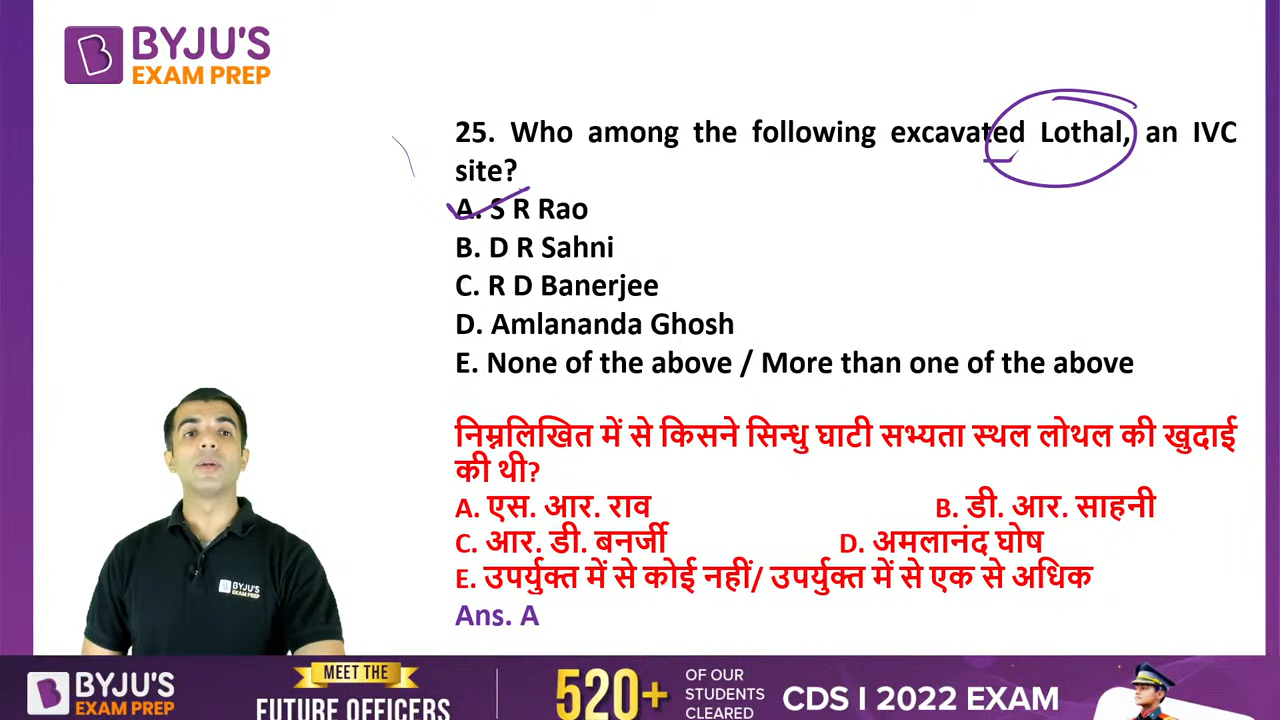 BYJU'S
EXAM PREP
25. Who among the following excavated Lothal, an IVC
site?
A. S R Rao
B. D R Sahni
C. R D Banerjee
D. Amlananda Ghosh
E. None of the above / More than one of the above
निम्नलिखित में से किसने सिन्धु घाटी सभ्यता स्थल लोथल की खुदाई
की थी?
A. एस. आर. राव B. डी. आर. साहनी
C. आर. डी. बनर्जी D. अमलानंद घोष
E. उपर्युक्त में से कोई नहीं/ उपर्युक्त में से एक से अधिक
Ans. A
BYJU'S
EXAM PREP
BYJU'S
EXAM PREP
MEET THE
FUTURE OFFICERS
520+
OF OUR
STUDENTS
CLEARED
CDS I 2022 EXAM